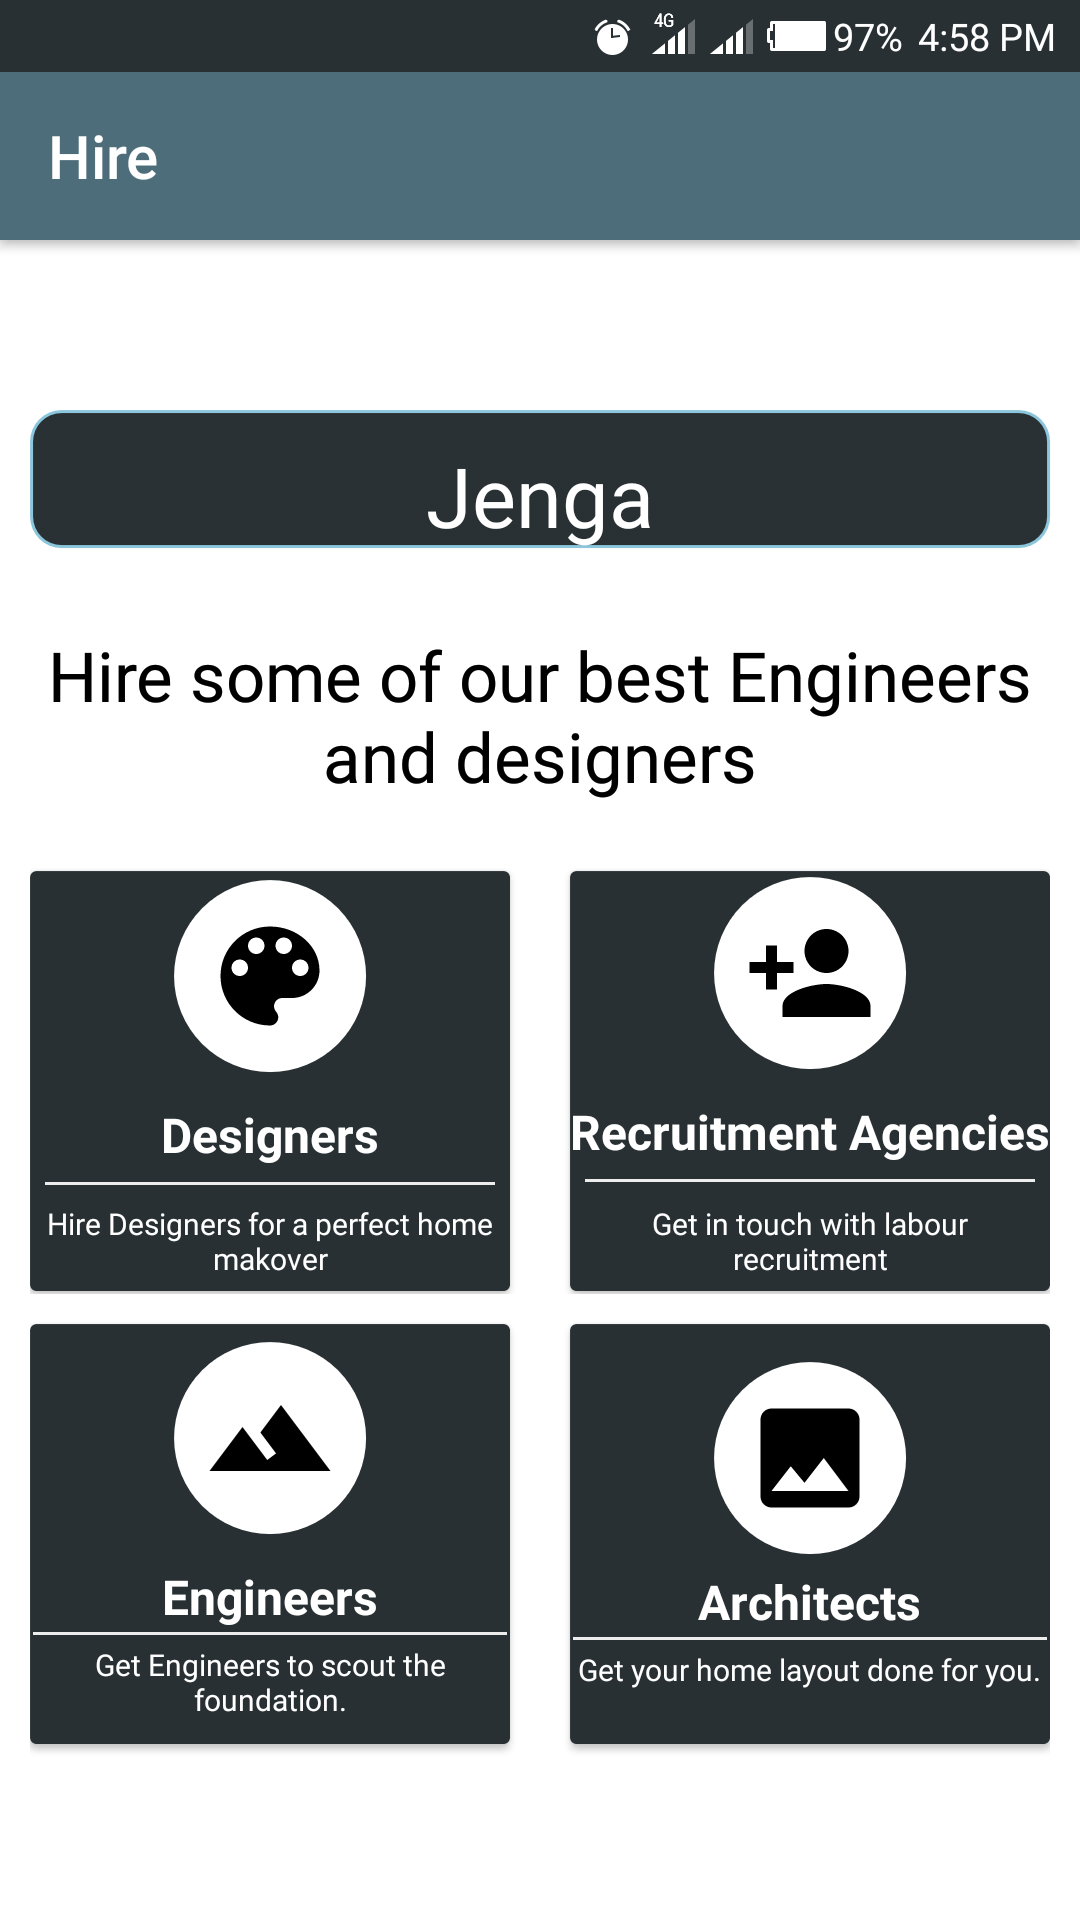 4G 97% 4:58 PM
Hire
Jenga
Hire some of our best Engineers
and designers
Designers
Hire Designers for a perfect home
makover
Recruitment Agencies
Get in touch with labour
recruitment
Engineers
Get Engineers to scout the
foundation.
Architects
Get your home layout done for you.